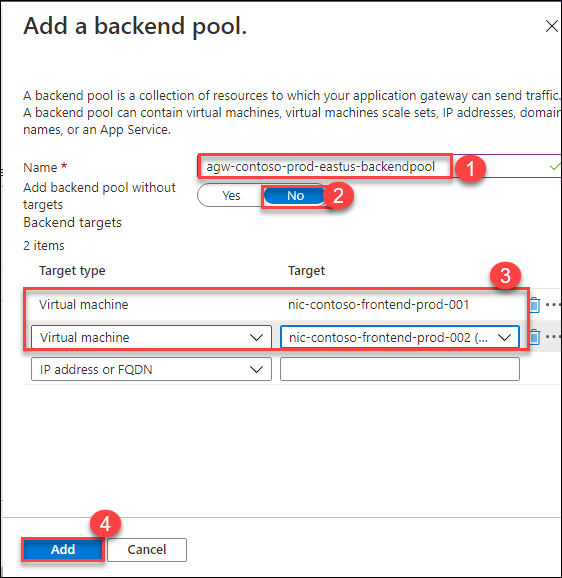 Add a backend pool.
A backend pool is a collection of resources to which your application gateway can send traffic.
A backend pool can contain virtual machines, virtual machines scale sets, IP addresses, domain
names, or an App Service.
Name *
agw-contoso-prod-eastus-backendpool
1
Add backend pool without
targets
Yes
No
2
Backend targets
2 items
3
Target type
Target
Virtual machine
nic-contoso-frontend-prod-001
Virtual machine
nic-contoso-frontend-prod-002 (...
IP address or FQDN
4
Add
Cancel